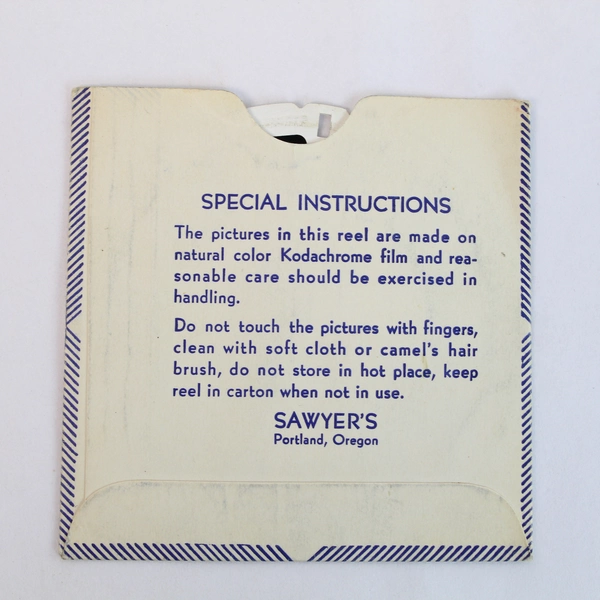 SPECIAL INSTRUCTIONS
The pictures in this reel are made on
natural color Kodachrome film and rea-
sonable care should be exercised in
handling.
Do not touch the pictures with fingers,
clean with soft cloth or camel's hair
brush, do not store in hot place, keep
reel in carton when not in use.
SAWYER'S
Portland, Oregon